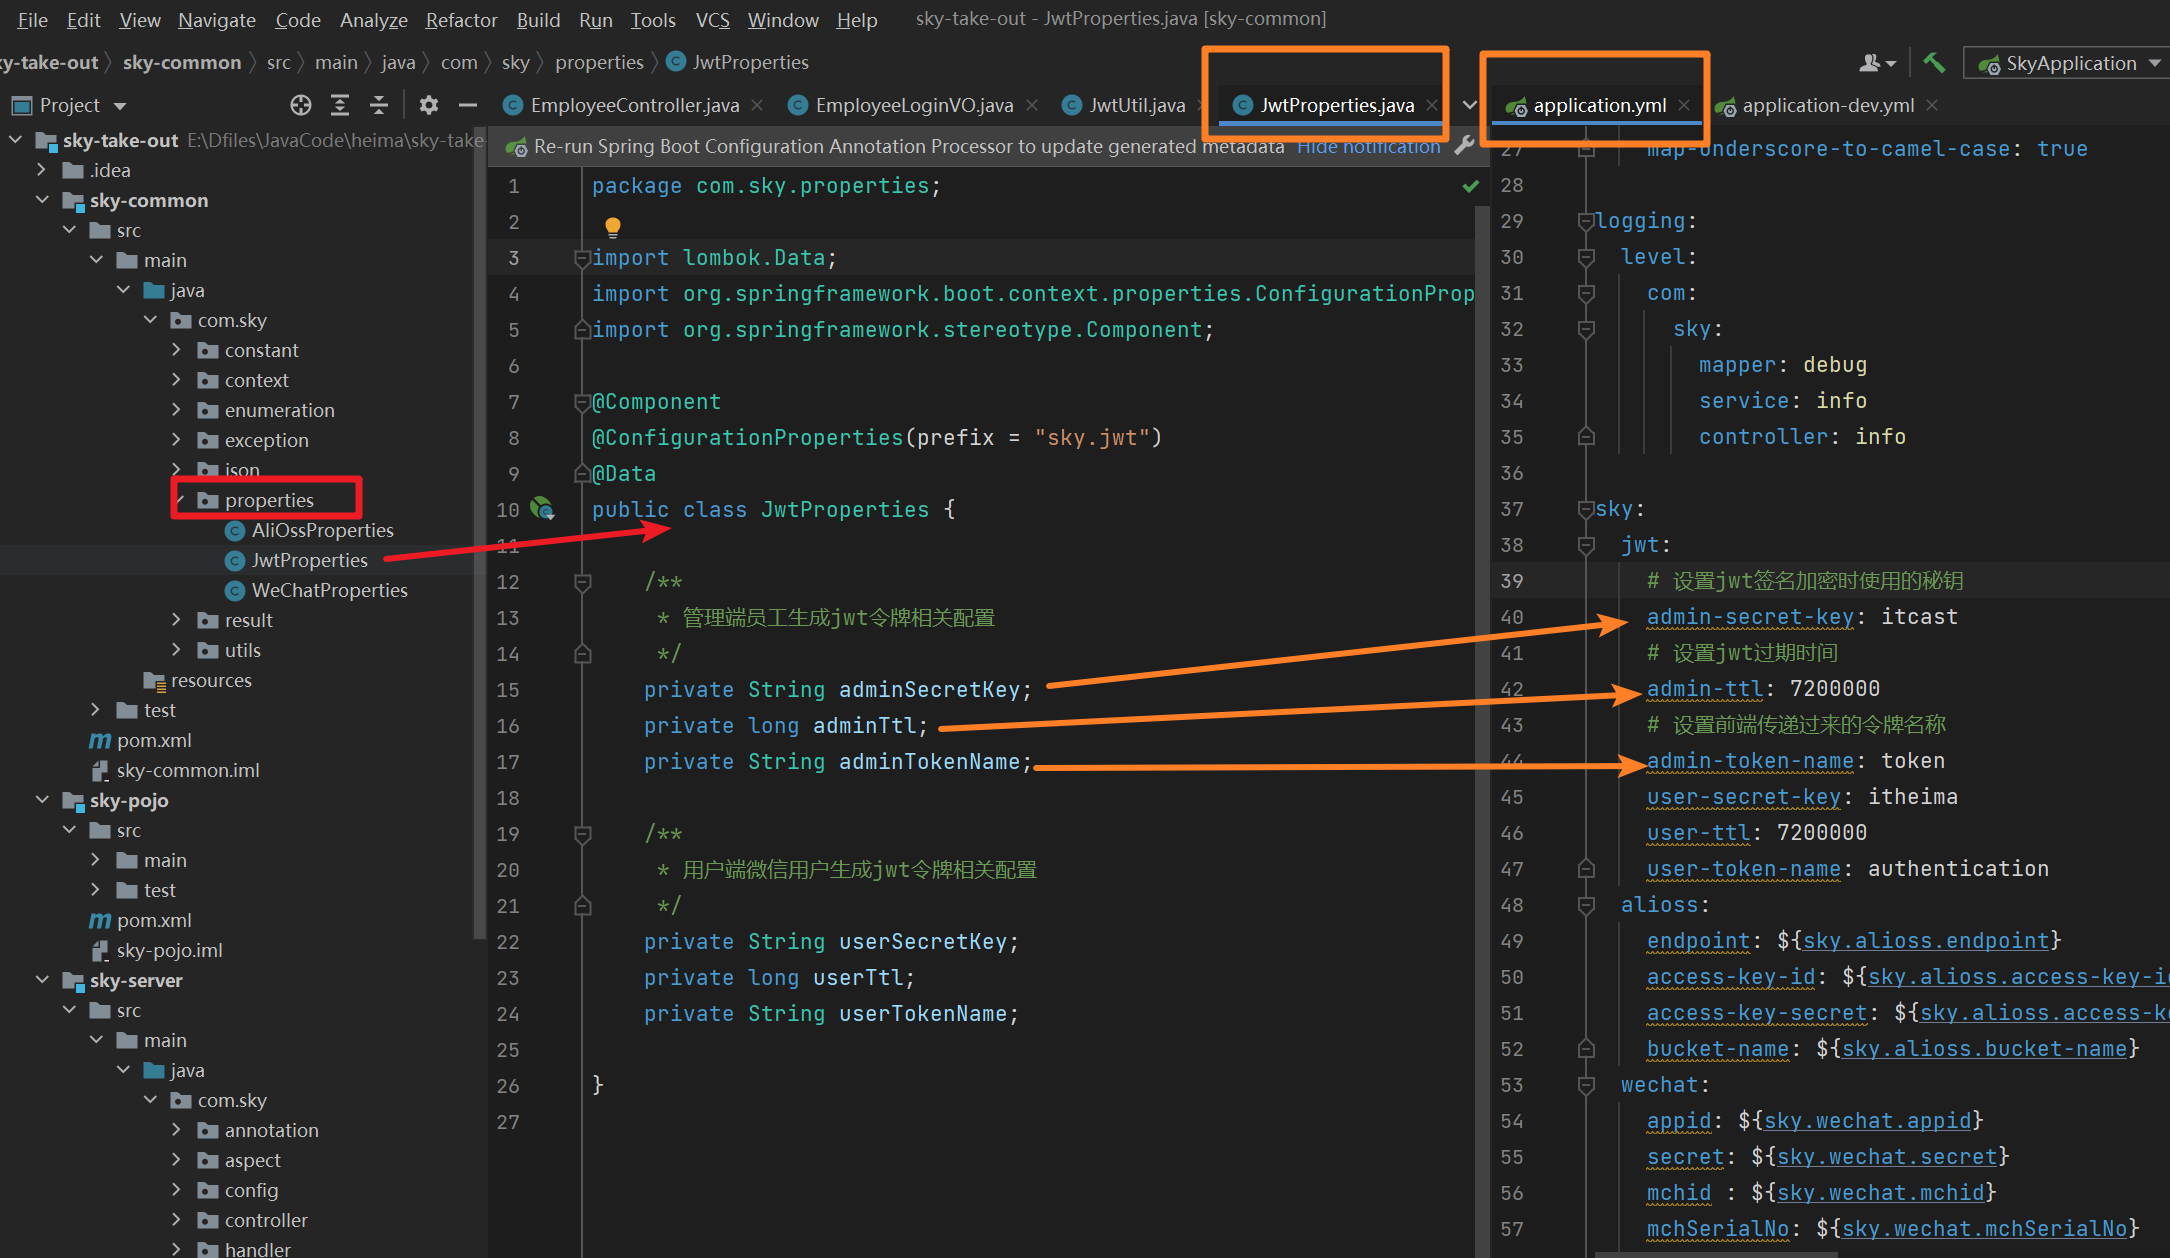 File Edit View Navigate Code Analyze Refactor Build Run Tools VCS Window Help sky-take-out - JwtProperties.java [sky-common]
y-take-out sky-common src main java com sky properties JwtProperties
SkyApplication
Project
EmployeeController.java EmployeeLoginVO.java JwtUtil.java JwtProperties.java application.yml application-dev.yml
sky-take-out E:\Dfiles\JavaCode\heima\sky-take-
.idea
sky-common
src
main
java
com.sky
constant
context
enumeration
exception
json
properties
AliOssProperties
JwtProperties
WeChatProperties
result
utils
resources
test
pom.xml
sky-common.iml
sky-pojo
src
main
test
pom.xml
sky-pojo.iml
sky-server
src
main
java
com.sky
annotation
aspect
config
controller
handler
Re-run Spring Boot Configuration Annotation Processor to update generated metadata Hide notification
1 package com.sky.properties;
2
3 import lombok.Data;
4 import org.springframework.boot.context.properties.ConfigurationProp
5 import org.springframework.stereotype.Component;
6
7 @Component
8 @ConfigurationProperties(prefix = "sky.jwt")
9 @Data
10 public class JwtProperties {
11
12 /**
13 * 管理端员工生成jwt令牌相关配置
14 */
15 private String adminSecretKey;
16 private long adminTtl;
17 private String adminTokenName;
18
19 /**
20 * 用户端微信用户生成jwt令牌相关配置
21 */
22 private String userSecretKey;
23 private long userTtl;
24 private String userTokenName;
25
26 }
27
27 map-underscore-to-camel-case: true
28
29 logging:
30 level:
31 com:
32 sky:
33 mapper: debug
34 service: info
35 controller: info
36
37 sky:
38 jwt:
39 # 设置jwt签名加密时使用的秘钥
40 admin-secret-key: itcast
41 # 设置jwt过期时间
42 admin-ttl: 7200000
43 # 设置前端传递过来的令牌名称
44 admin-token-name: token
45 user-secret-key: itheima
46 user-ttl: 7200000
47 user-token-name: authentication
48 alioss:
49 endpoint: ${sky.alioss.endpoint}
50 access-key-id: ${sky.alioss.access-key-id
51 access-key-secret: ${sky.alioss.access-ke
52 bucket-name: ${sky.alioss.bucket-name}
53 wechat:
54 appid: ${sky.wechat.appid}
55 secret: ${sky.wechat.secret}
56 mchid : ${sky.wechat.mchid}
57 mchSerialNo: ${sky.wechat.mchSerialNo}